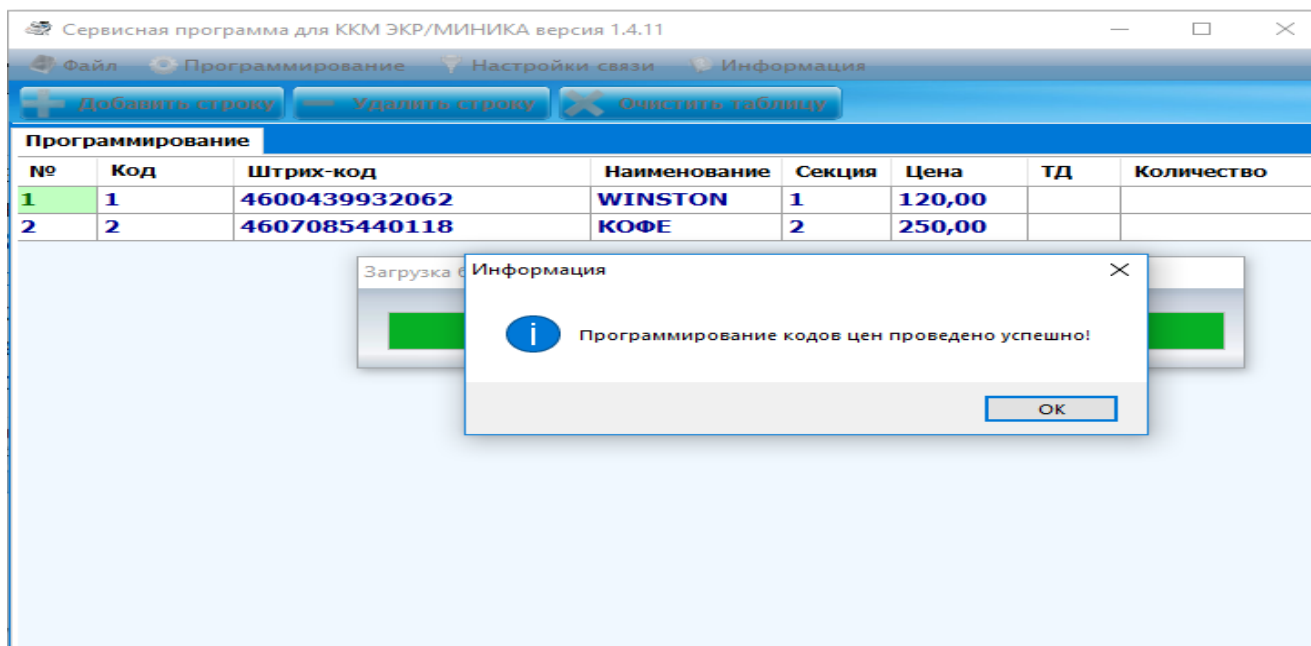 Сервисная программа для ККМ ЭКР/МИНИКА версия 1.4.11
Файл Программирование Настройки связи Информация
Добавить строку Удалить строку Очистить таблицу
Программирование
№ Код Штрих-код Наименование Секция Цена ТД Количество
1 1 4600439932062 WINSTON 1 120,00
2 2 4607085440118 КОФЕ 2 250,00
Загрузка
Информация
Программирование кодов цен проведено успешно!
ОК